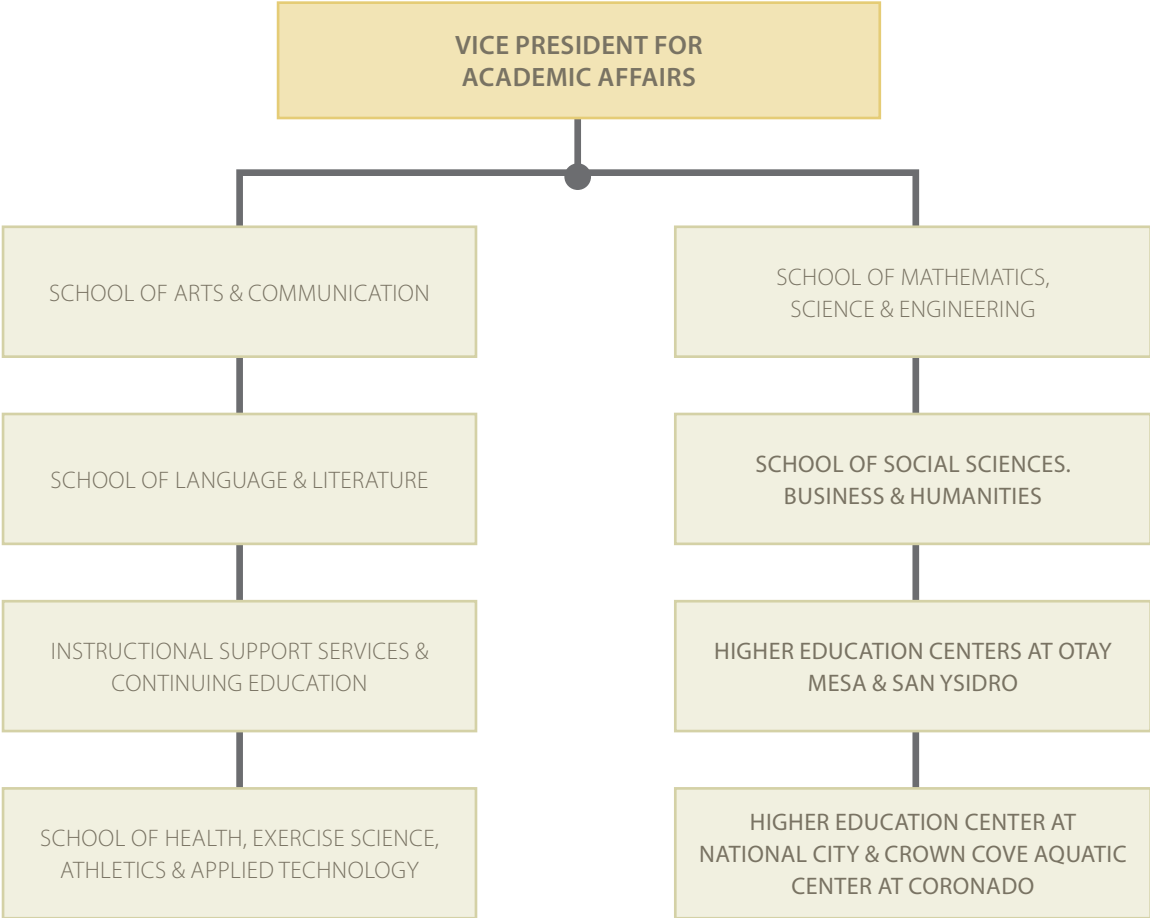 VICE PRESIDENT FOR
ACADEMIC AFFAIRS
SCHOOL OF ARTS & COMMUNICATION
SCHOOL OF MATHEMATICS,
SCIENCE & ENGINEERING
SCHOOL OF LANGUAGE & LITERATURE
SCHOOL OF SOCIAL SCIENCES.
BUSINESS & HUMANITIES
INSTRUCTIONAL SUPPORT SERVICES &
CONTINUING EDUCATION
HIGHER EDUCATION CENTERS AT OTAY
MESA & SAN YSIDRO
SCHOOL OF HEALTH, EXERCISE SCIENCE,
ATHLETICS & APPLIED TECHNOLOGY
HIGHER EDUCATION CENTER AT
NATIONAL CITY & CROWN COVE AQUATIC
CENTER AT CORONADO